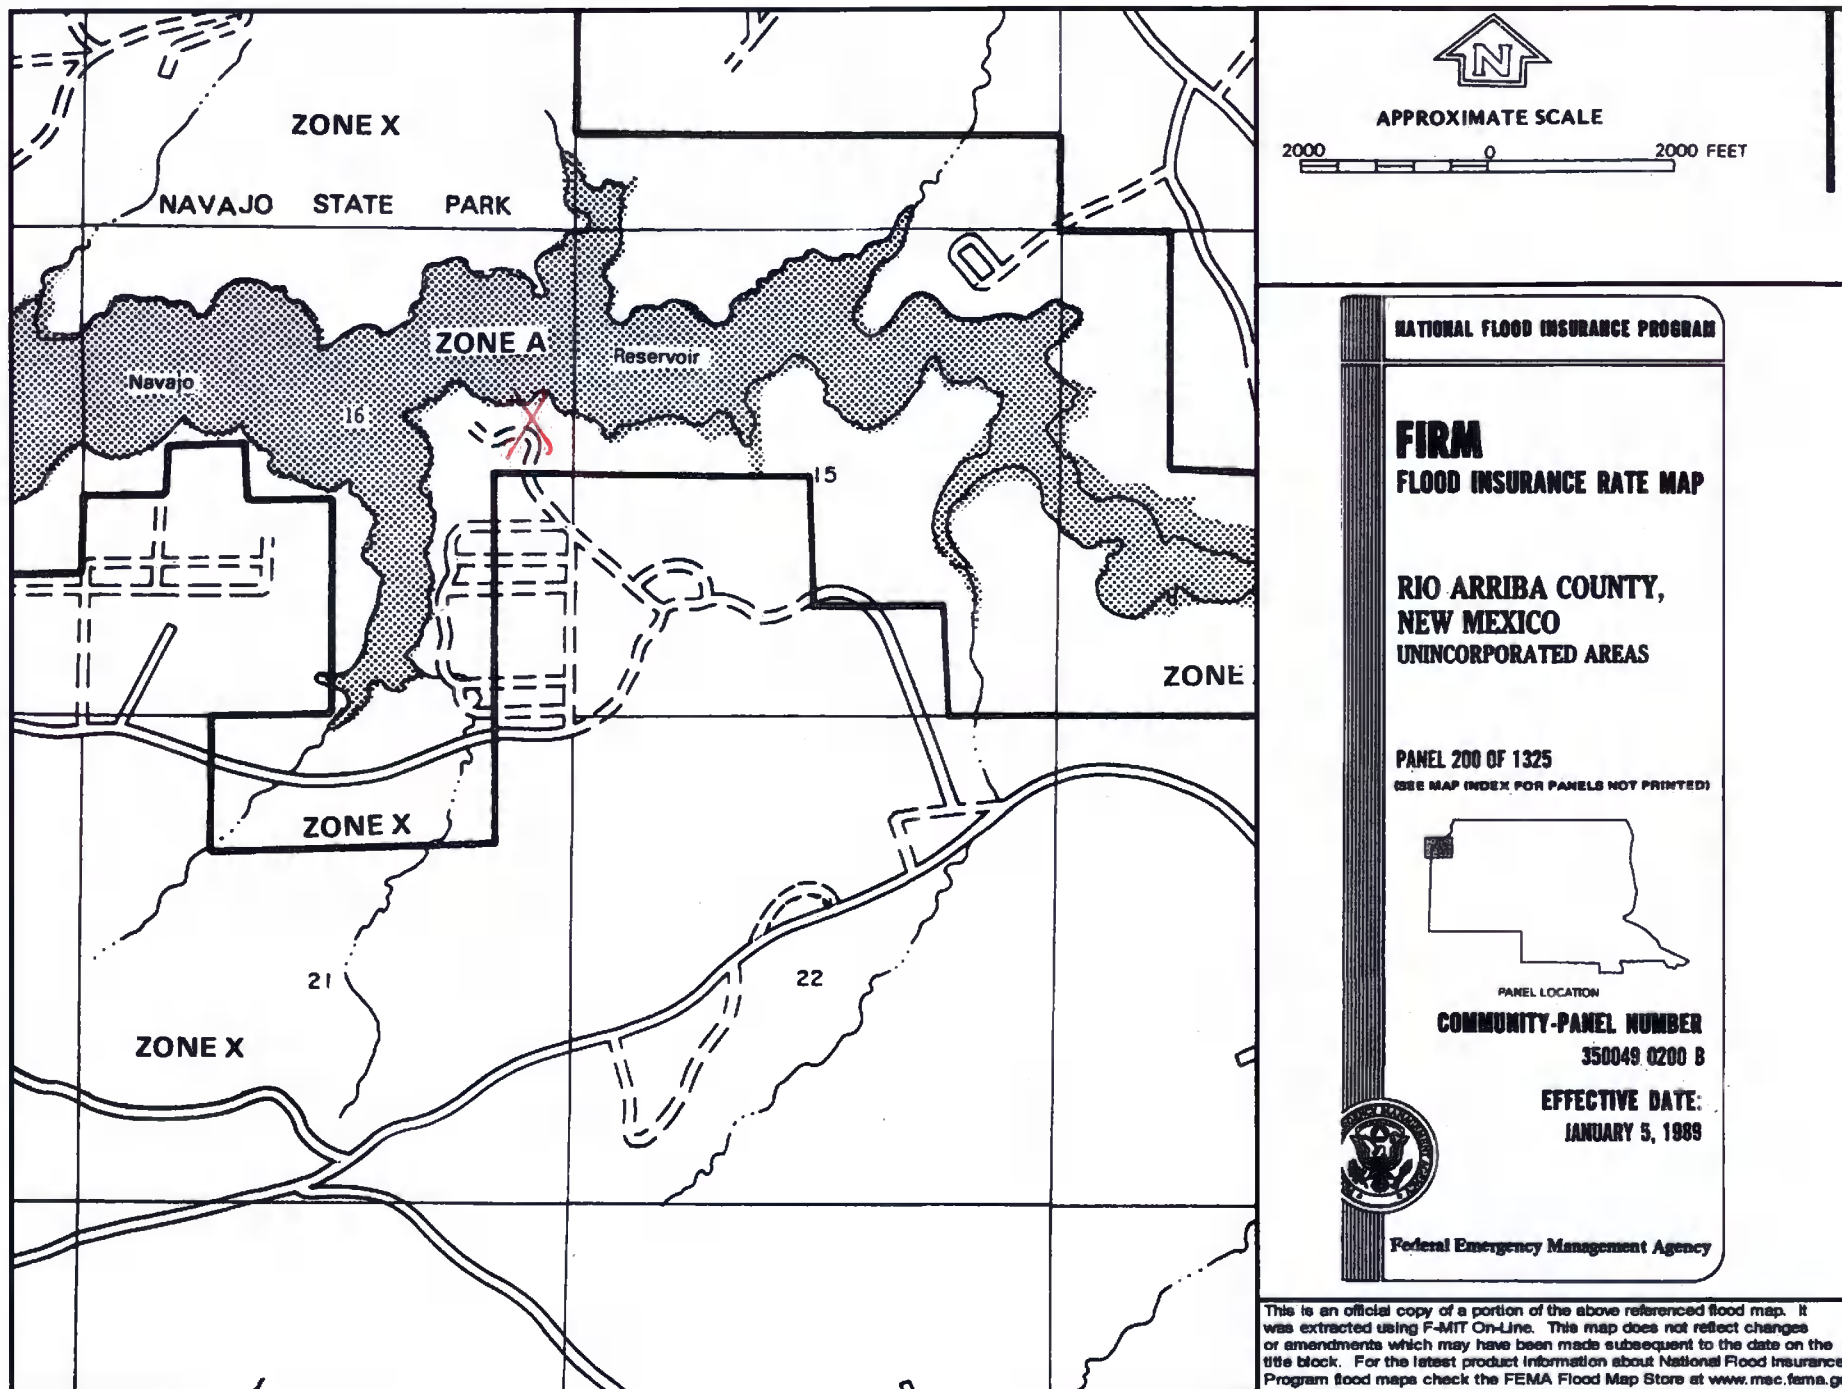 ZONE X
NAVAJO STATE PARK
ZONE A
Reservoir
Navajo
16
X
15
ZONE
ZONE X
21
22
ZONE X
N
APPROXIMATE SCALE
2000 0 2000 FEET
NATIONAL FLOOD INSURANCE PROGRAM
FIRM
FLOOD INSURANCE RATE MAP
RIO ARRIBA COUNTY,
NEW MEXICO
UNINCORPORATED AREAS
PANEL 200 OF 1325
(SEE MAP INDEX FOR PANELS NOT PRINTED)
PANEL LOCATION
COMMUNITY-PANEL NUMBER
350049 0200 B
EFFECTIVE DATE:
JANUARY 5, 1989
Federal Emergency Management Agency
This is an official copy of a portion of the above referenced flood map. It
was extracted using F-MIT On-Line. This map does not reflect changes
or amendments which may have been made subsequent to the date on the
title block. For the latest product information about National Flood Insurance
Program flood maps check the FEMA Flood Map Store at www.msc.fema.g